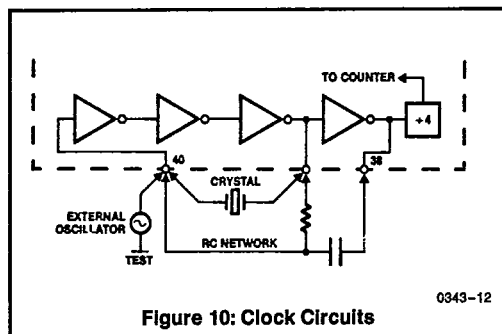 TO COUNTER
÷4
40
38
CRYSTAL
EXTERNAL
OSCILLATOR
RC NETWORK
TEST
0343–12
Figure 10: Clock Circuits